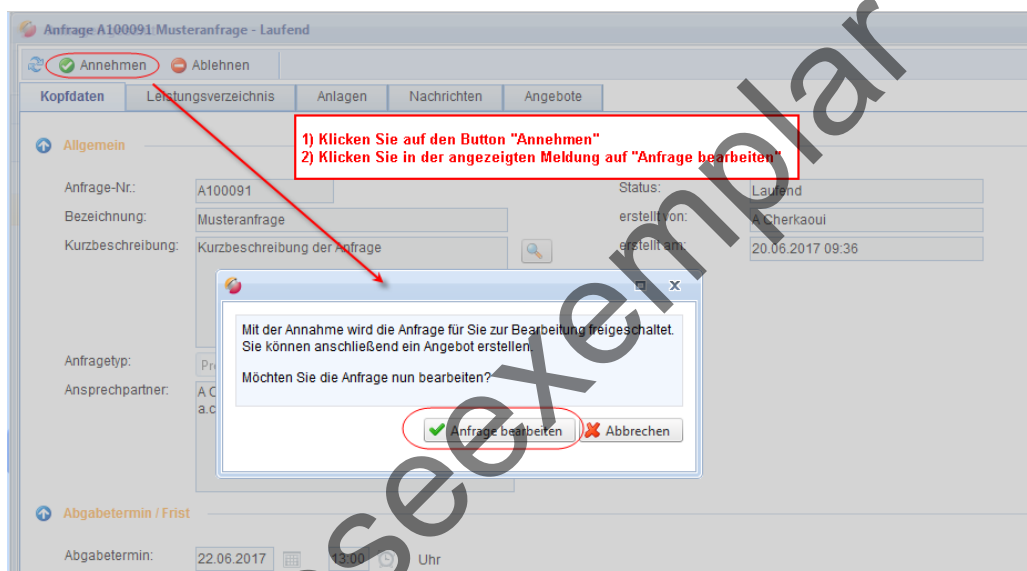 Anfrage A100091 Musteranfrage - Laufend
Annehmen Ablehnen
Kopfdaten Leistungsverzeichnis Anlagen Nachrichten Angebote
1) Klicken Sie auf den Button "Annehmen"
2) Klicken Sie in der angezeigten Meldung auf "Anfrage bearbeiten"
Allgemein
Anfrage-Nr.: A100091 Status: Laufend
Bezeichnung: Musteranfrage erstellt von: A Cherkaoui
Kurzbeschreibung: Kurzbeschreibung der Anfrage erstellt am: 20.06.2017 09:36
Mit der Annahme wird die Anfrage für Sie zur Bearbeitung freigeschaltet.
Sie können anschließend ein Angebot erstellen.
Möchten Sie die Anfrage nun bearbeiten?
Anfrage bearbeiten Abbrechen
Anfragetyp:
Ansprechpartner:
Abgabetermin / Frist
Abgabetermin: 22.06.2017 13:00 Uhr
seexemplar